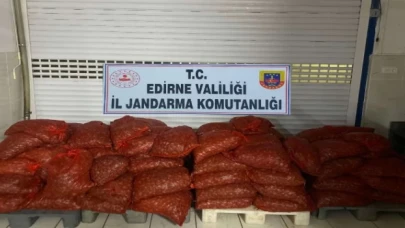 T.C.
EDİRNE VALİLİĞİ
İL JANDARMA KOMUTANLIĞI